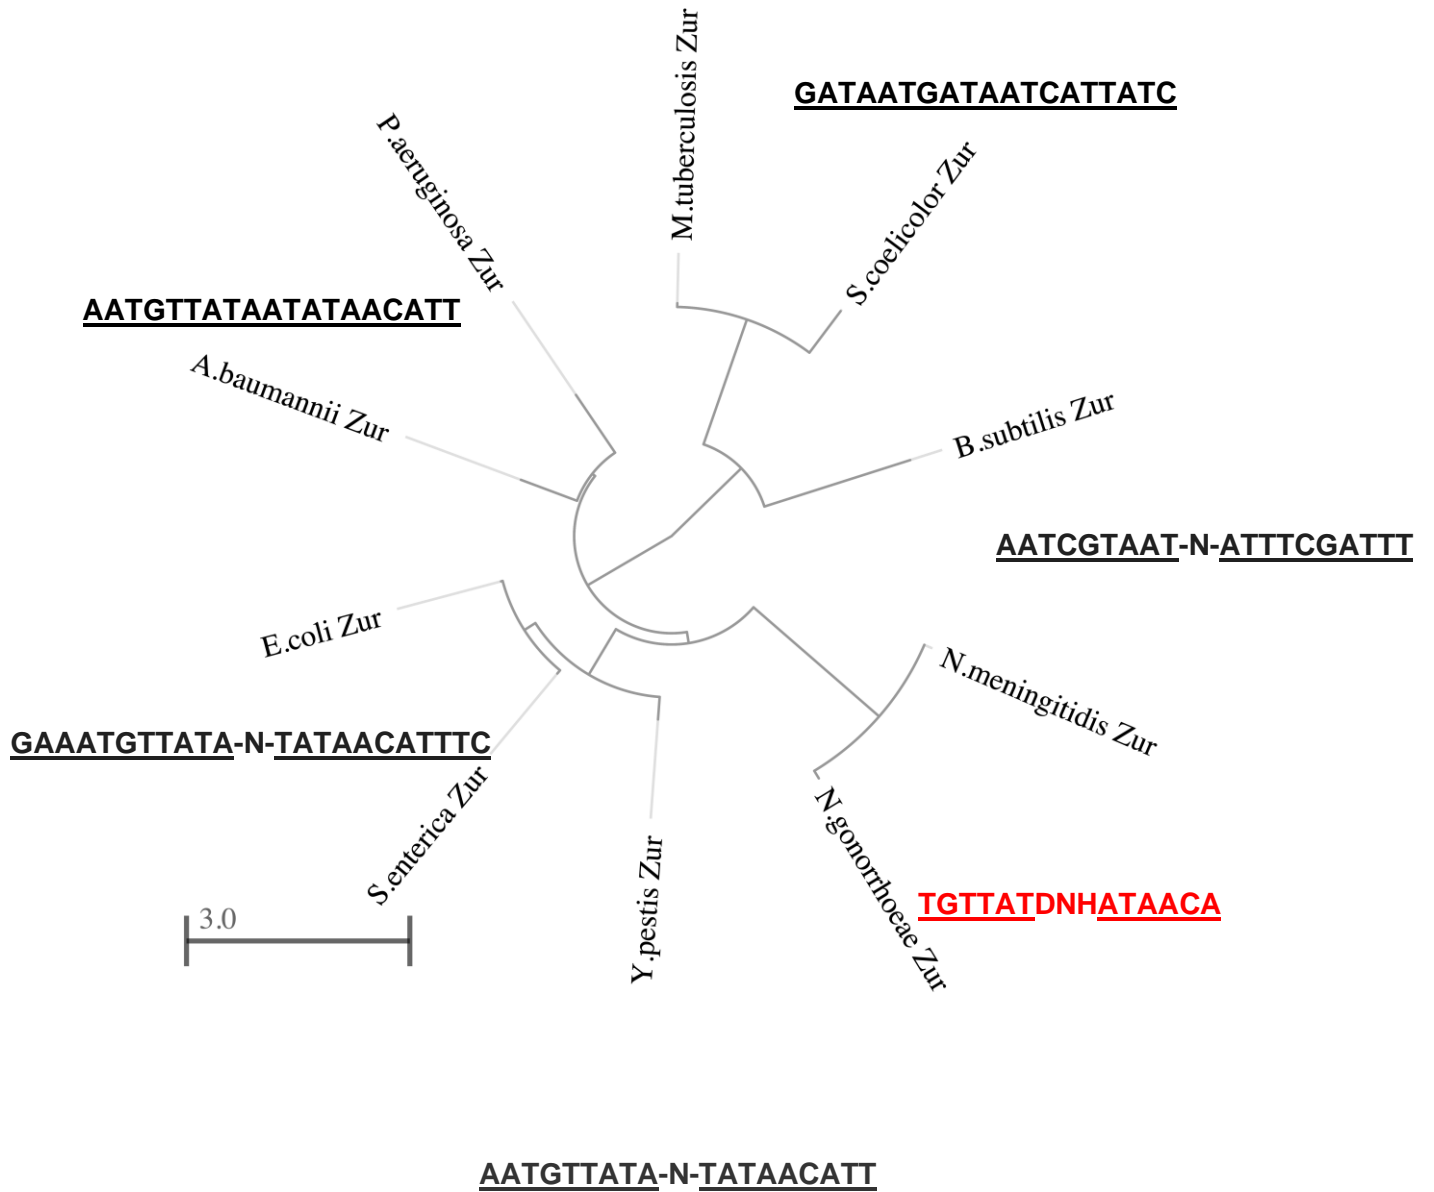 M.tuberculosis Zur
GATAATGATAATCATTATC
P.aeruginosa Zur
S.coelicolor Zur
AATGTTATAATATAACATT
A.baumannii Zur
B.subtilis Zur
AATCGTAAT-N-ATTTCGATTT
E.coli Zur
N.meningitidis Zur
GAAATGTTATA-N-TATAACATTTC
S.enterica Zur
N.gonorrhoeae Zur
TGTTATDNHATAACA
Y.pestis Zur
3.0
AATGTTATA-N-TATAACATT